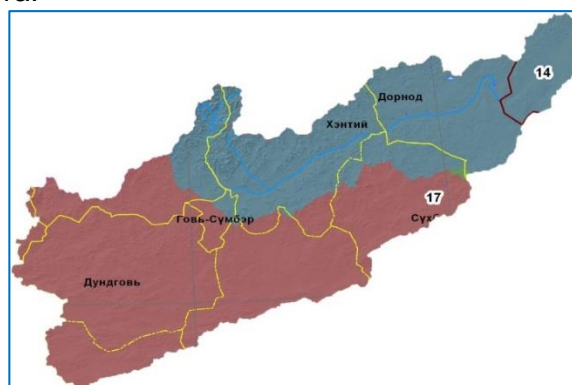 14
Дорнод
Хэнтий
17
Говь-Сүмбэр
Дундговь